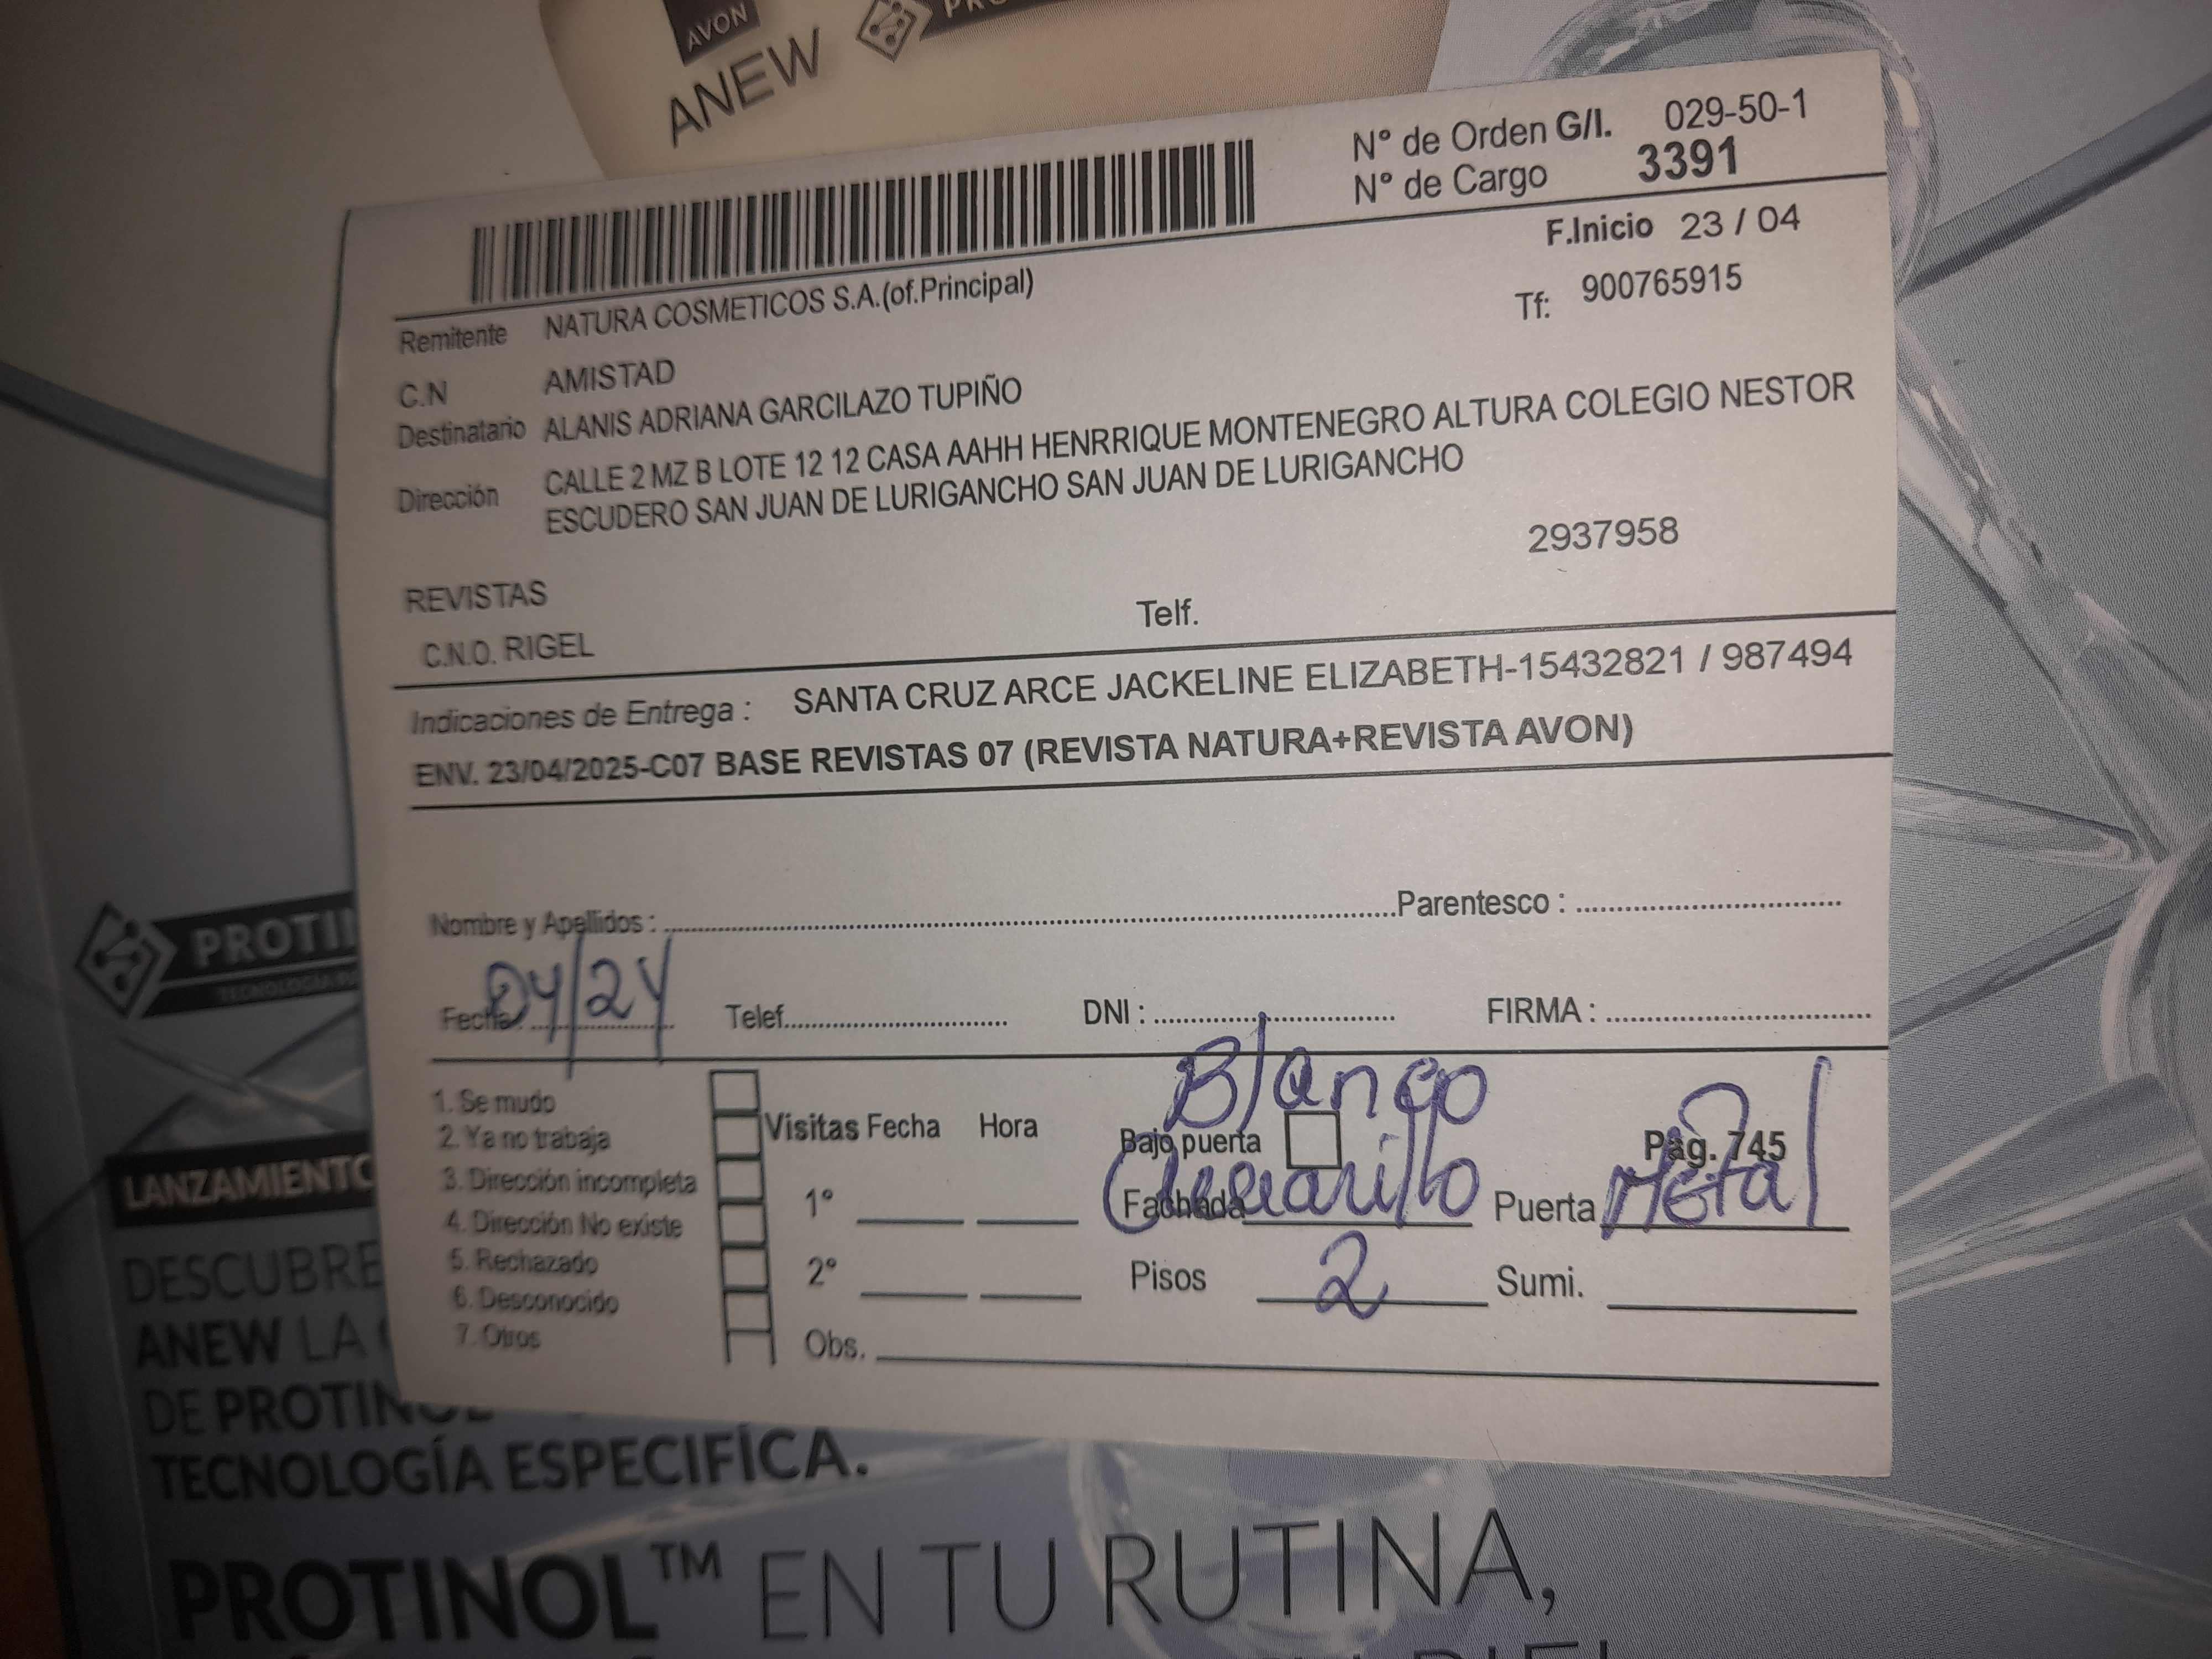 AVON
ANEW
N° de Orden G/I. 029-50-1
N° de Cargo 3391
F.Inicio 23 / 04
Remitente NATURA COSMETICOS S.A.(of.Principal)
Tf: 900765915
C.N AMISTAD
Destinatario ALANIS ADRIANA GARCILAZO TUPIÑO
Dirección CALLE 2 MZ B LOTE 12 12 CASA AAHH HENRRIQUE MONTENEGRO ALTURA COLEGIO NESTOR
ESCUDERO SAN JUAN DE LURIGANCHO SAN JUAN DE LURIGANCHO
2937958
REVISTAS
C.N.O. RIGEL Telf.
Indicaciones de Entrega : SANTA CRUZ ARCE JACKELINE ELIZABETH-15432821 / 987494
ENV. 23/04/2025-C07 BASE REVISTAS 07 (REVISTA NATURA+REVISTA AVON)
Nombre y Apellidos : Parentesco :
Fecha: 04/24 Telef. DNI : FIRMA :
1. Se mudo
2. Ya no trabaja
3. Dirección incompleta
4. Dirección No existe
5. Rechazado
6. Desconocido
7. Otros
Visitas Fecha Hora
1°
2°
Obs.
Blanco
Bajo puerta Pág. 745
Fachada Puerta Metal
Pisos 2 Sumi.
PROTIN
LANZAMIENTO
DESCUBRE
ANEW LA
DE PROTINOL
TECNOLOGÍA ESPECIFÍCA.
PROTINOL™ EN TU RUTINA,